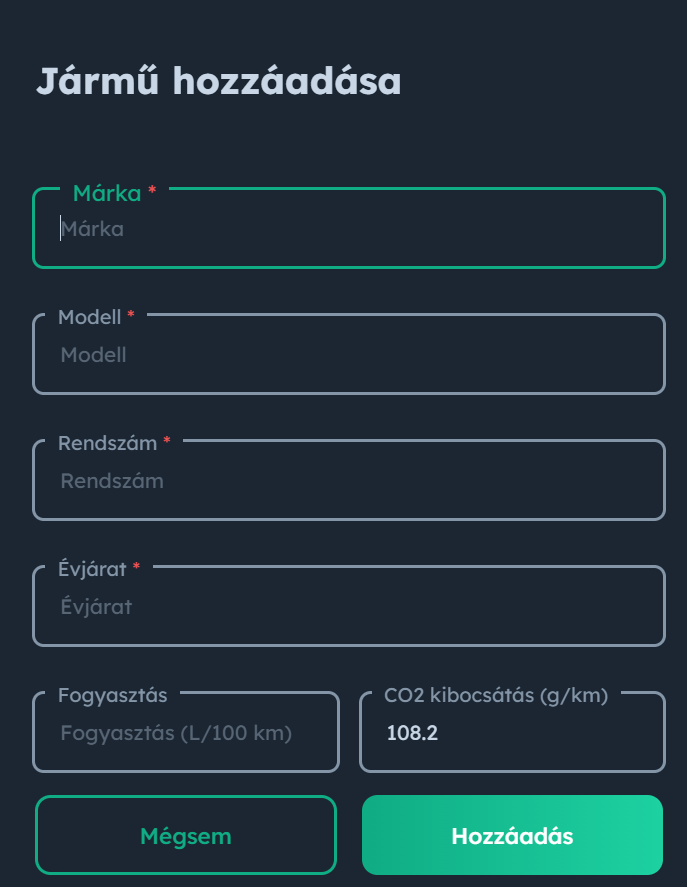 Jármű hozzáadása
Márka *
Márka
Modell *
Modell
Rendszám *
Rendszám
Évjárat *
Évjárat
Fogyasztás
Fogyasztás (L/100 km)
CO2 kibocsátás (g/km)
108.2
Mégsem
Hozzáadás